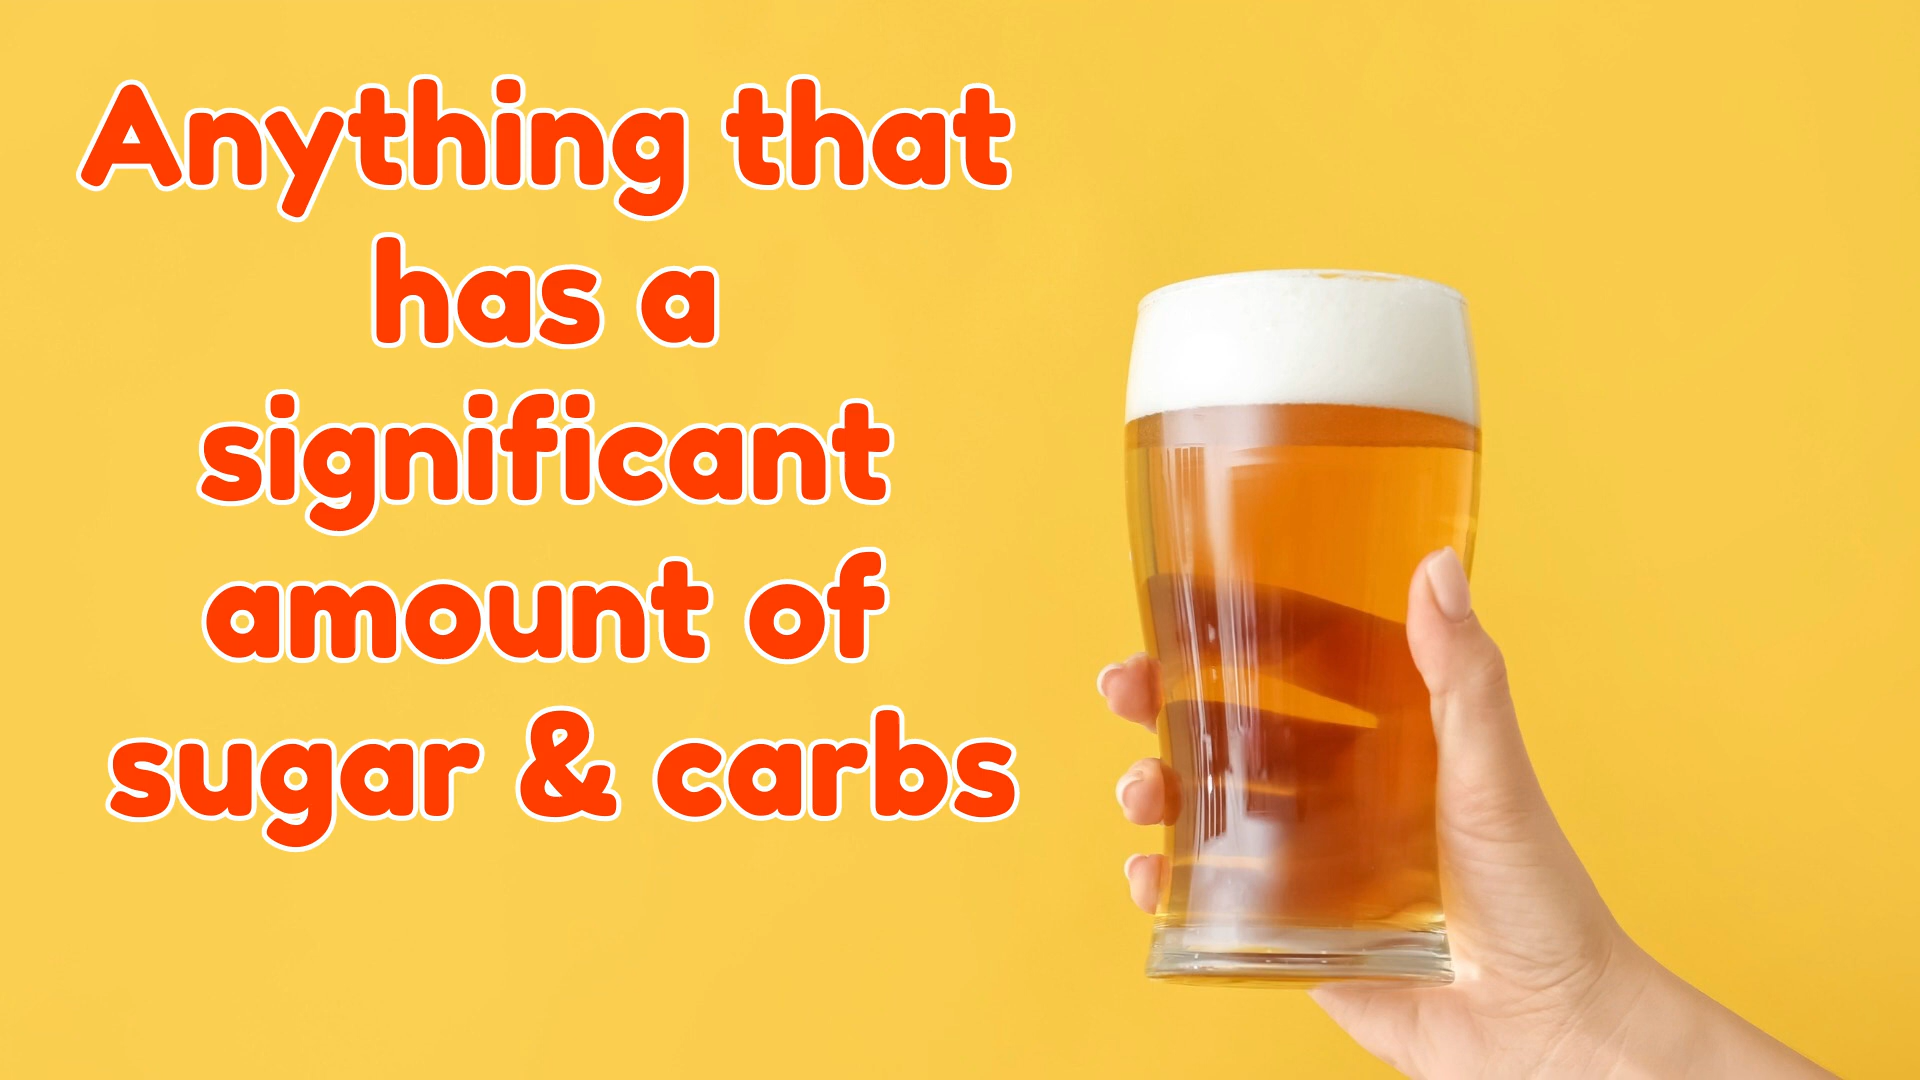 Anything that
has a
significant
amount of
sugar & carbs